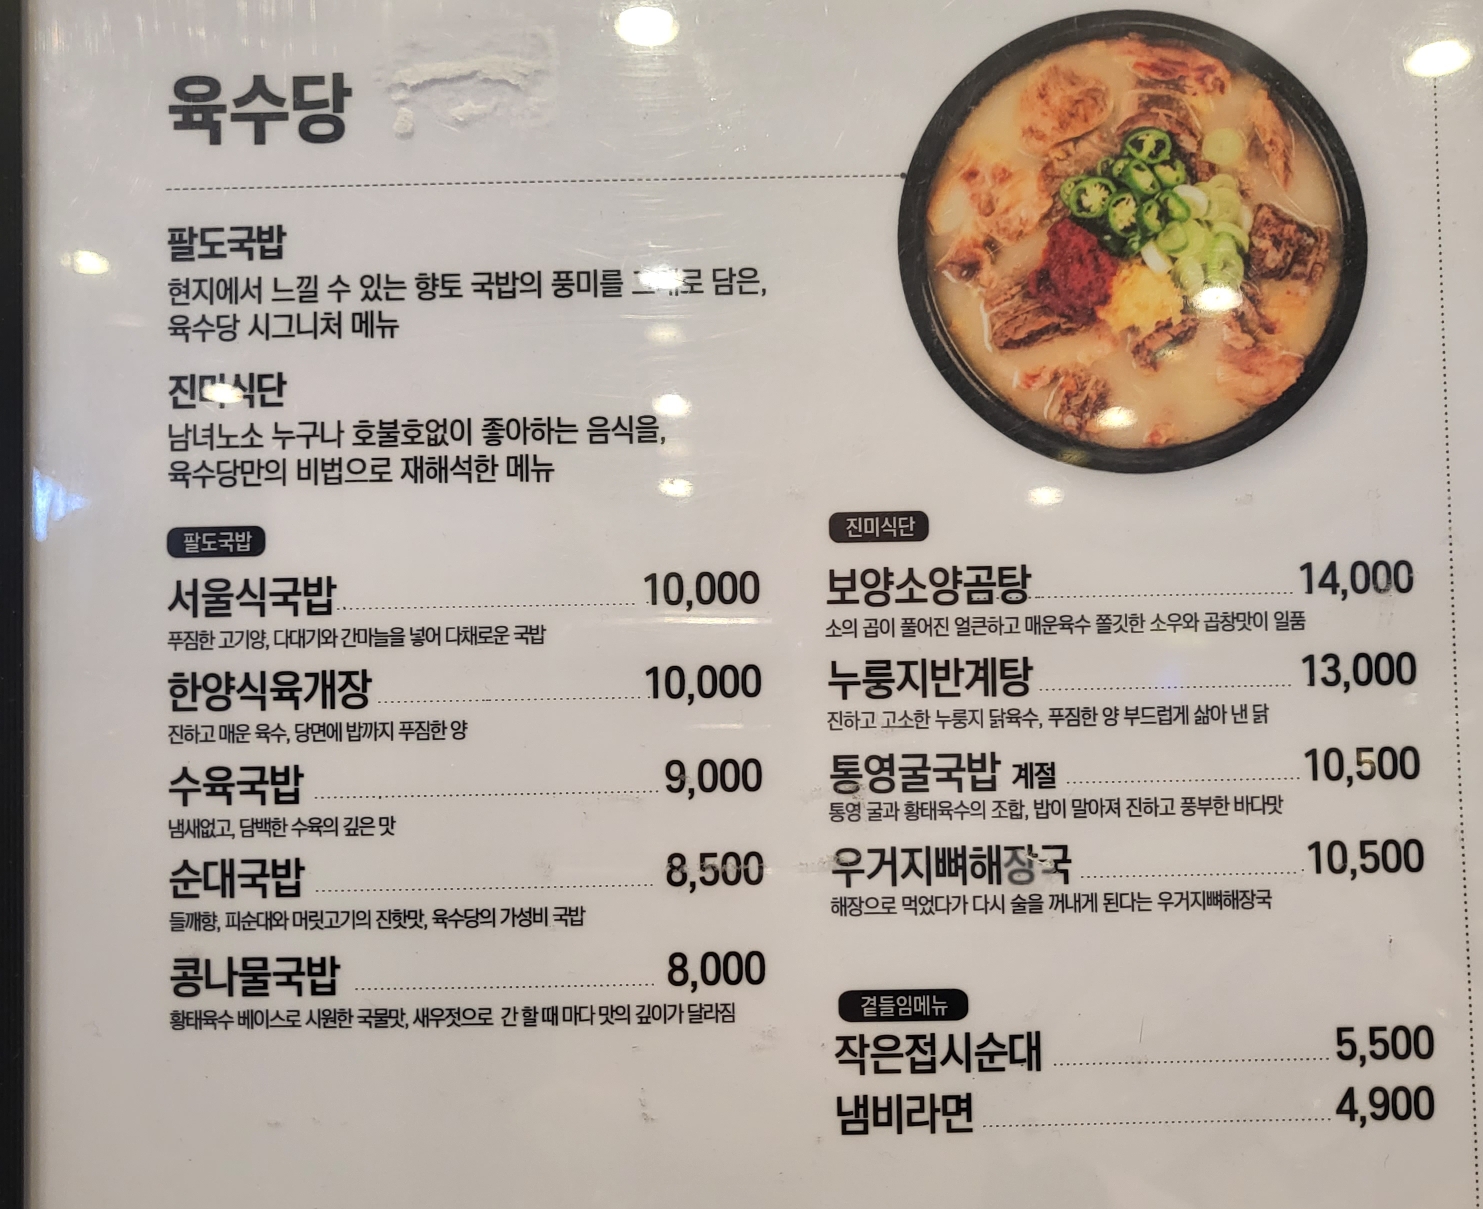 육수당
팔도국밥
현지에서 느낄 수 있는 향토 국밥의 풍미를 담은,
육수당 시그니처 메뉴
진미식단
남녀노소 누구나 호불호없이 좋아하는 음식을,
육수당만의 비법으로 재해석한 메뉴
팔도국밥
서울식국밥 10,000
푸짐한 고기양, 다대기와 간마늘을 넣어 다채로운 국밥
한양식육개장 10,000
진하고 매운 육수, 당면에 밥까지 푸짐한 양
수육국밥 9,000
냄새없고, 담백한 수육의 깊은 맛
순대국밥 8,500
들깨향, 피순대와 머릿고기의 진핫맛, 육수당의 가성비 국밥
콩나물국밥 8,000
황태육수 베이스로 시원한 국물맛, 새우젓으로 간 할 때 마다 맛의 깊이가 달라짐
진미식단
보양소양곰탕 14,000
소의 곱이 풀어진 얼큰하고 매운육수 쫄깃한 소우와 곱창맛이 일품
누룽지반계탕 13,000
진하고 고소한 누룽지 닭육수, 푸짐한 양 부드럽게 삶아 낸 닭
통영굴국밥 계절 10,500
통영 굴과 황태육수의 조합, 밥이 말아져 진하고 풍부한 바다맛
우거지뼈해장국 10,500
해장으로 먹었다가 다시 술을 꺼내게 된다는 우거지뼈해장국
곁들임메뉴
작은접시순대 5,500
냄비라면 4,900